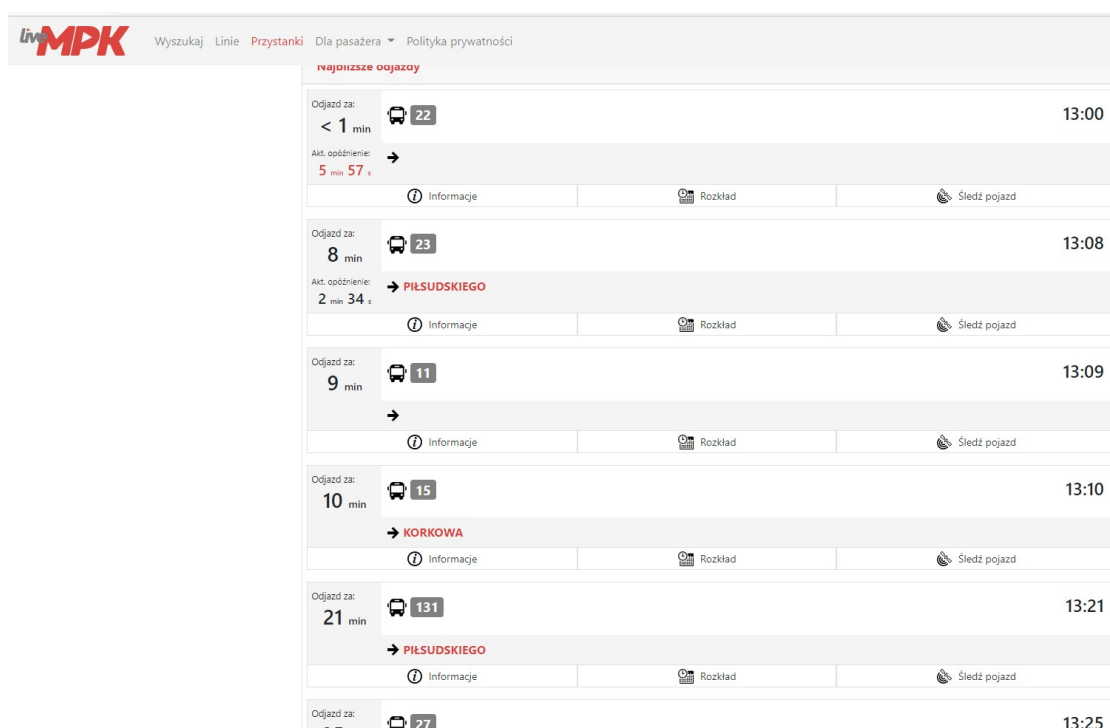 live MPK
Wyszukaj Linie Przystanki Dla pasażera Polityka prywatności
Najbliższe odjazdy
Odjazd za:
< 1 min
22
13:00
Akt. opóźnienie:
5 min 57 s
Informacje Rozkład Śledź pojazd
Odjazd za:
8 min
23
13:08
Akt. opóźnienie:
2 min 34 s
PIŁSUDSKIEGO
Informacje Rozkład Śledź pojazd
Odjazd za:
9 min
11
13:09
Informacje Rozkład Śledź pojazd
Odjazd za:
10 min
15
13:10
KORKOWA
Informacje Rozkład Śledź pojazd
Odjazd za:
21 min
131
13:21
PIŁSUDSKIEGO
Informacje Rozkład Śledź pojazd
Odjazd za:
27
13:25